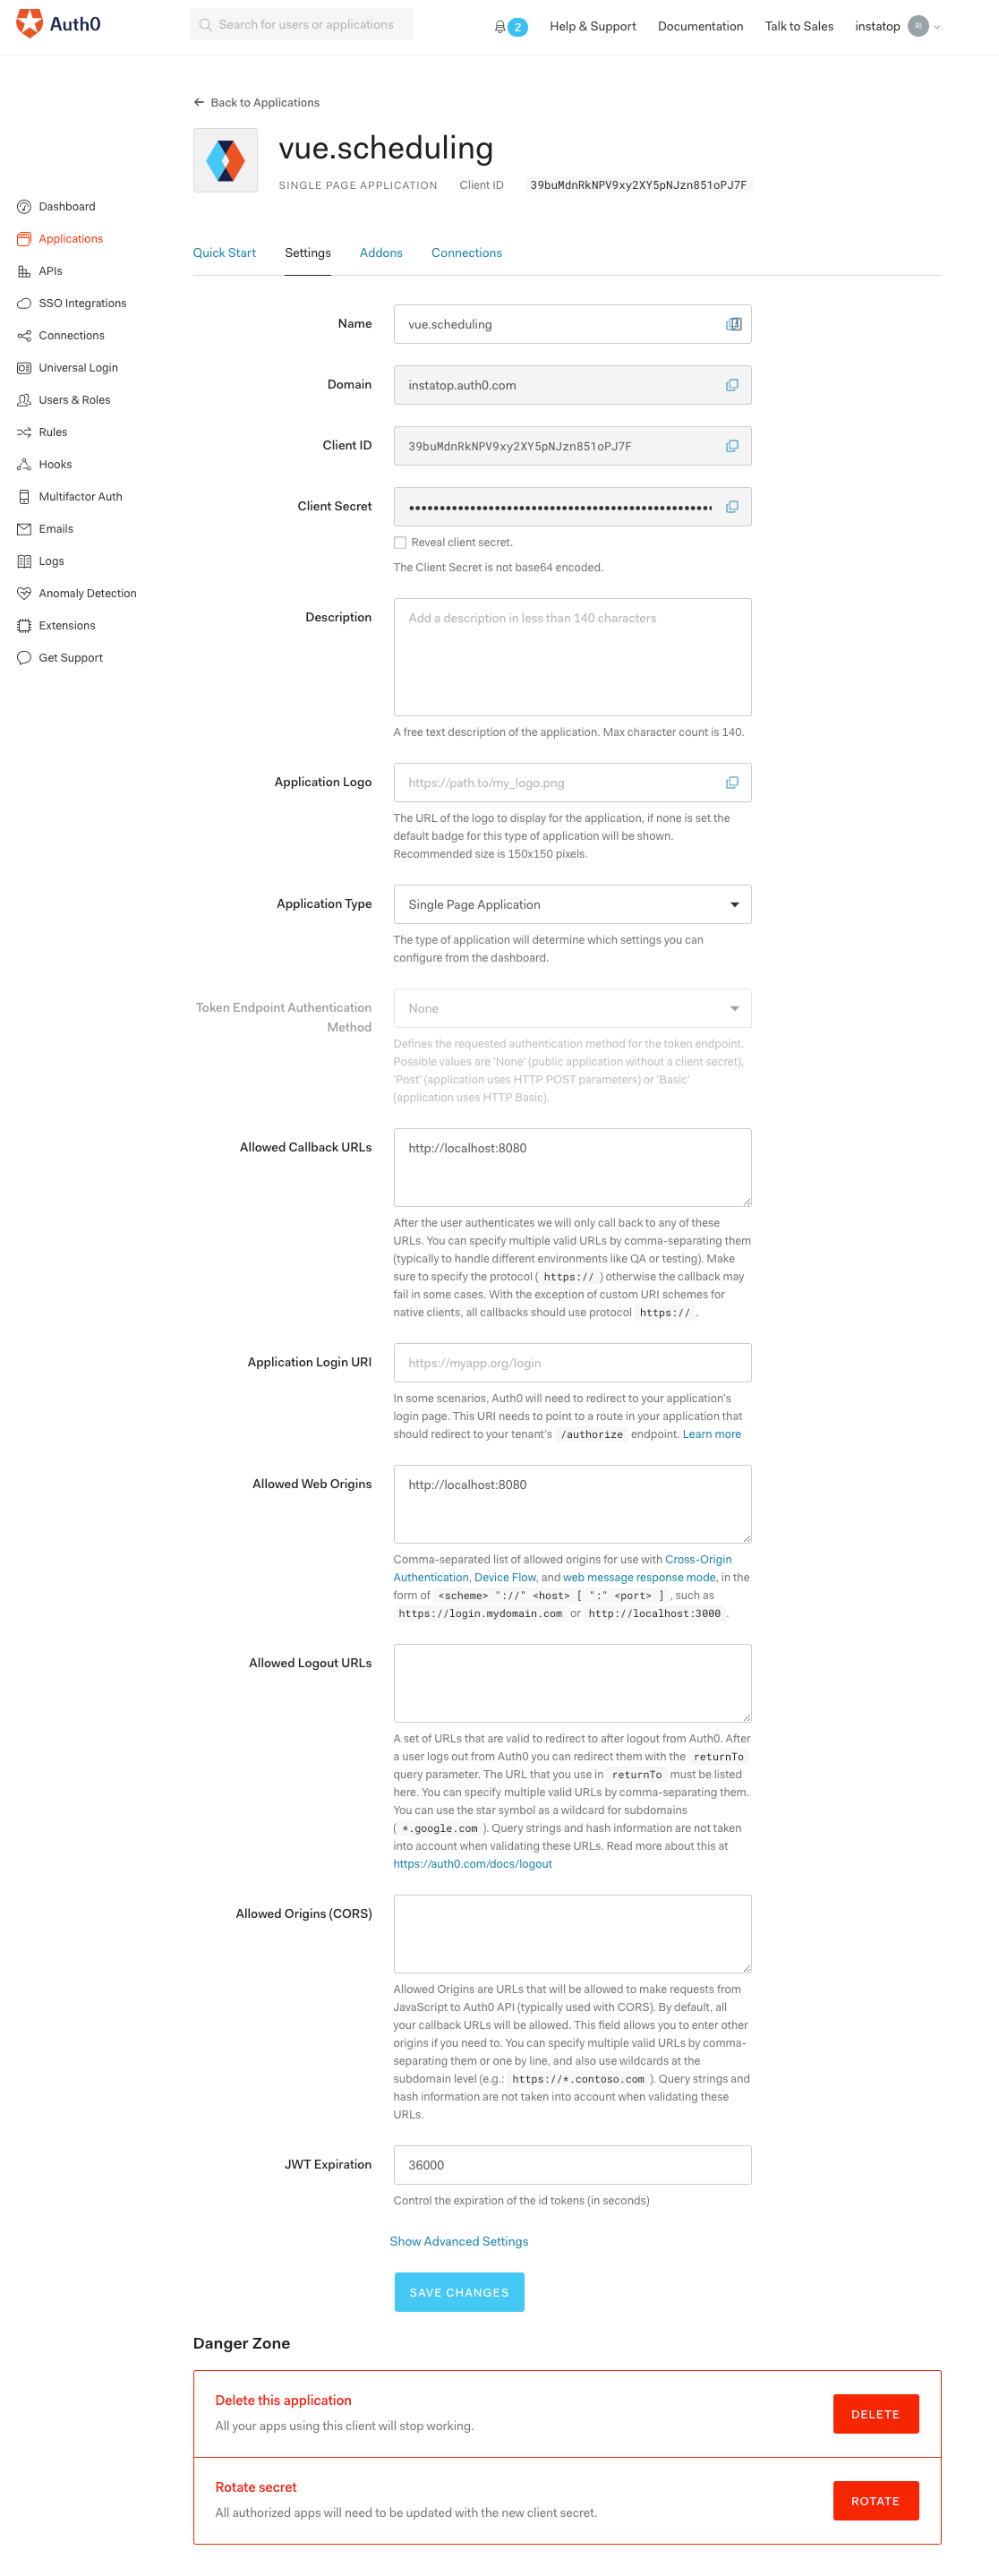 Auth0
Search for users or applications
2
Help & Support
Documentation
Talk to Sales
instatop
RI
Back to Applications
vue.scheduling
SINGLE PAGE APPLICATION
Client ID
39buMdnRkNPV9xy2XY5pNJzn851oPJ7F
Dashboard
Applications
APIs
SSO Integrations
Connections
Universal Login
Users & Roles
Rules
Hooks
Multifactor Auth
Emails
Logs
Anomaly Detection
Extensions
Get Support
Quick Start
Settings
Addons
Connections
Name
vue.scheduling
Domain
instatop.auth0.com
Client ID
39buMdnRkNPV9xy2XY5pNJzn851oPJ7F
Client Secret
Reveal client secret.
The Client Secret is not base64 encoded.
Description
Add a description in less than 140 characters
A free text description of the application. Max character count is 140.
Application Logo
https://path.to/my_logo.png
The URL of the logo to display for the application, if none is set the
default badge for this type of application will be shown.
Recommended size is 150x150 pixels.
Application Type
Single Page Application
The type of application will determine which settings you can
configure from the dashboard.
Token Endpoint Authentication
Method
None
Defines the requested authentication method for the token endpoint.
Possible values are 'None' (public application without a client secret),
'Post' (application uses HTTP POST parameters) or 'Basic'
(application uses HTTP Basic).
Allowed Callback URLs
http://localhost:8080
After the user authenticates we will only call back to any of these
URLs. You can specify multiple valid URLs by comma-separating them
(typically to handle different environments like QA or testing). Make
sure to specify the protocol ( https:// ) otherwise the callback may
fail in some cases. With the exception of custom URI schemes for
native clients, all callbacks should use protocol https:// .
Application Login URI
https://myapp.org/login
In some scenarios, Auth0 will need to redirect to your application's
login page. This URI needs to point to a route in your application that
should redirect to your tenant's /authorize endpoint. Learn more
Allowed Web Origins
http://localhost:8080
Comma-separated list of allowed origins for use with Cross-Origin
Authentication, Device Flow, and web message response mode, in the
form of <scheme> "://" <host> [ ":" <port> ] , such as
https://login.mydomain.com or http://localhost:3000 .
Allowed Logout URLs
A set of URLs that are valid to redirect to after logout from Auth0. After
a user logs out from Auth0 you can redirect them with the returnTo
query parameter. The URL that you use in returnTo must be listed
here. You can specify multiple valid URLs by comma-separating them.
You can use the star symbol as a wildcard for subdomains
( *.google.com ). Query strings and hash information are not taken
into account when validating these URLs. Read more about this at
https://auth0.com/docs/logout
Allowed Origins (CORS)
Allowed Origins are URLs that will be allowed to make requests from
JavaScript to Auth0 API (typically used with CORS). By default, all
your callback URLs will be allowed. This field allows you to enter other
origins if you need to. You can specify multiple valid URLs by comma-
separating them or one by line, and also use wildcards at the
subdomain level (e.g.: https://*.contoso.com ). Query strings and
hash information are not taken into account when validating these
URLs.
JWT Expiration
36000
Control the expiration of the id tokens (in seconds)
Show Advanced Settings
SAVE CHANGES
Danger Zone
Delete this application
All your apps using this client will stop working.
DELETE
Rotate secret
All authorized apps will need to be updated with the new client secret.
ROTATE